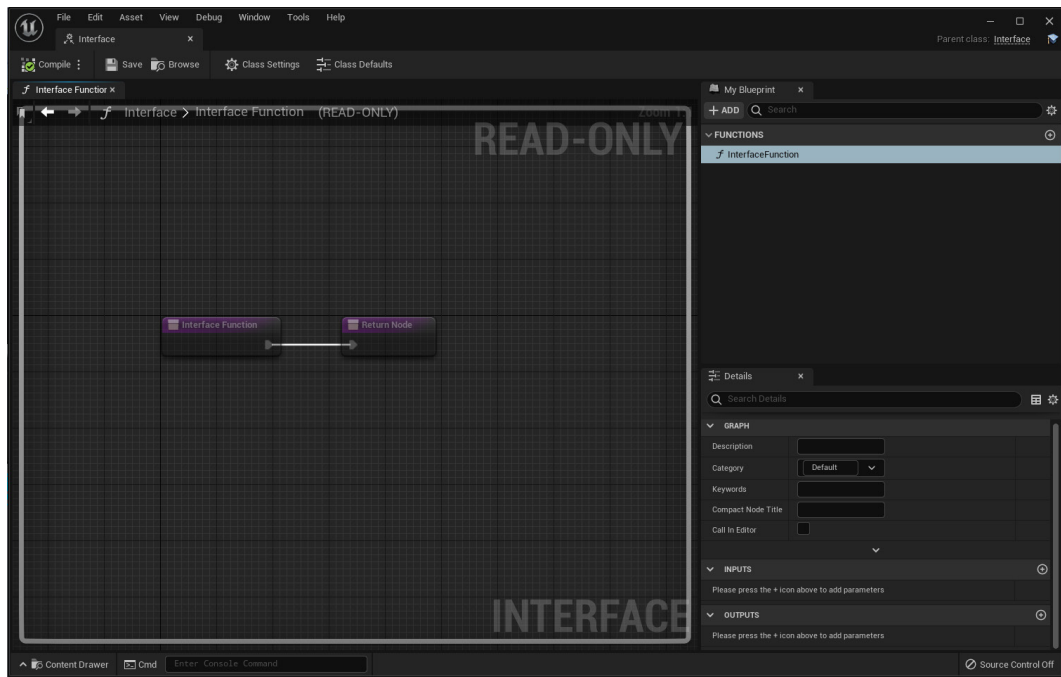 File Edit Asset View Debug Window Tools Help
Interface
Parent class: Interface
Compile Save Browse Class Settings Class Defaults
Interface Function
Interface > Interface Function (READ-ONLY)
READ-ONLY
Interface Function
Return Node
INTERFACE
My Blueprint
+ ADD Search
FUNCTIONS
InterfaceFunction
Details
Search Details
GRAPH
Description
Category Default
Keywords
Compact Node Title
Call In Editor
INPUTS
Please press the + icon above to add parameters
OUTPUTS
Please press the + icon above to add parameters
Content Drawer Cmd Enter Console Command
Source Control Off